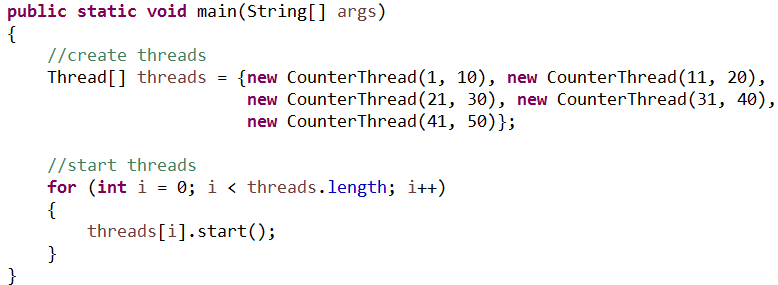 public static void main(String[] args)
{
    //create threads
    Thread[] threads = {new CounterThread(1, 10), new CounterThread(11, 20),
                        new CounterThread(21, 30), new CounterThread(31, 40),
                        new CounterThread(41, 50)};

    //start threads
    for (int i = 0; i < threads.length; i++)
    {
        threads[i].start();
    }
}